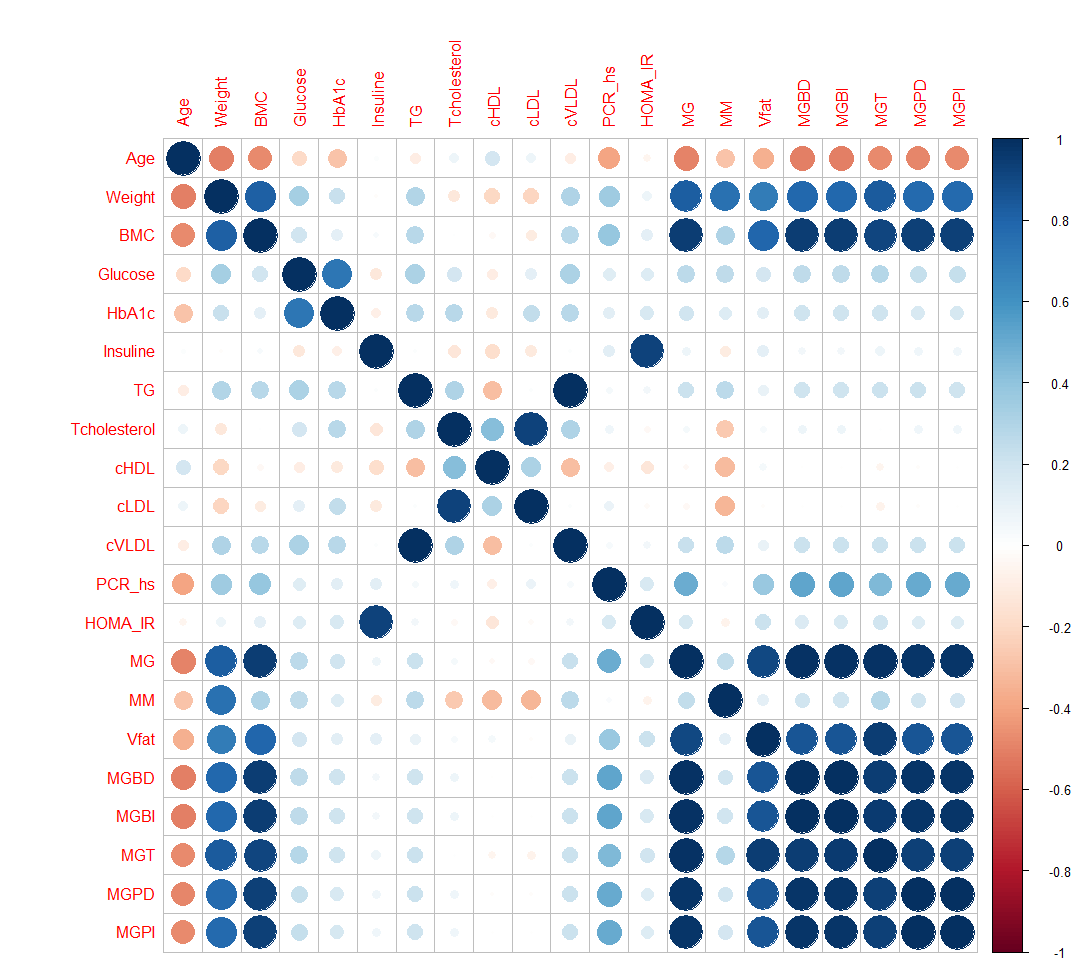 Age Weight BMC Glucose HbA1c Insuline TG Tcholesterol cHDL cLDL cVLDL PCR_hs HOMA_IR MG MM Vfat MGBD MGBI MGT MGPD MGPI
Age
Weight
BMC
Glucose
HbA1c
Insuline
TG
Tcholesterol
cHDL
cLDL
cVLDL
PCR_hs
HOMA_IR
MG
MM
Vfat
MGBD
MGBI
MGT
MGPD
MGPI
1
0.8
0.6
0.4
0.2
0
-0.2
-0.4
-0.6
-0.8
-1